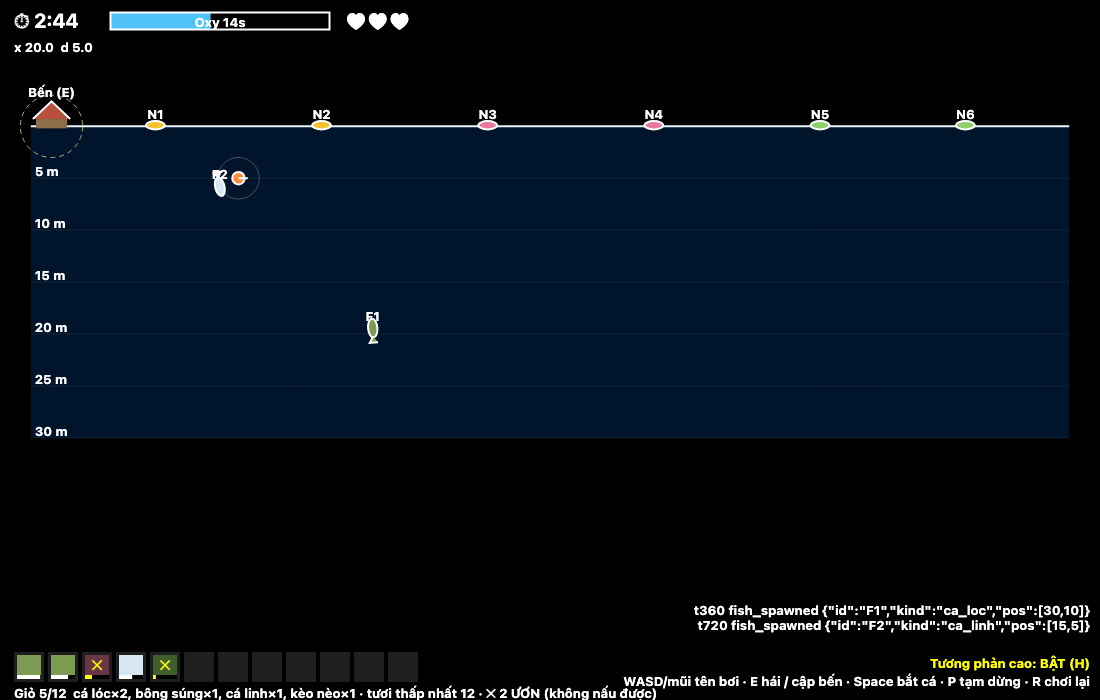 2:44
Oxy 14s
x 20.0 d 5.0
Bến (E)
N1 N2 N3 N4 N5 N6
5 m
10 m
15 m
F1
20 m
25 m
30 m
t360 fish_spawned {"id":"F1","kind":"ca_loc","pos":[30,10]}
t720 fish_spawned {"id":"F2","kind":"ca_linh","pos":[15,5]}
Tương phản cao: BẬT (H)
WASD/mũi tên bơi · E hái / cập bến · Space bắt cá · P tạm dừng · R chơi lại
Giỏ 5/12 cá lóc×2, bông súng×1, cá linh×1, kèo nèo×1 · tươi thấp nhất 12 · ✕ 2 ƯƠN (không nấu được)